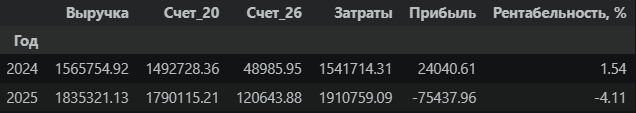 Выручка Счет_20 Счет_26 Затраты Прибыль Рентабельность, %
Год
2024 1565754.92 1492728.36 48985.95 1541714.31 24040.61 1.54
2025 1835321.13 1790115.21 120643.88 1910759.09 -75437.96 -4.11